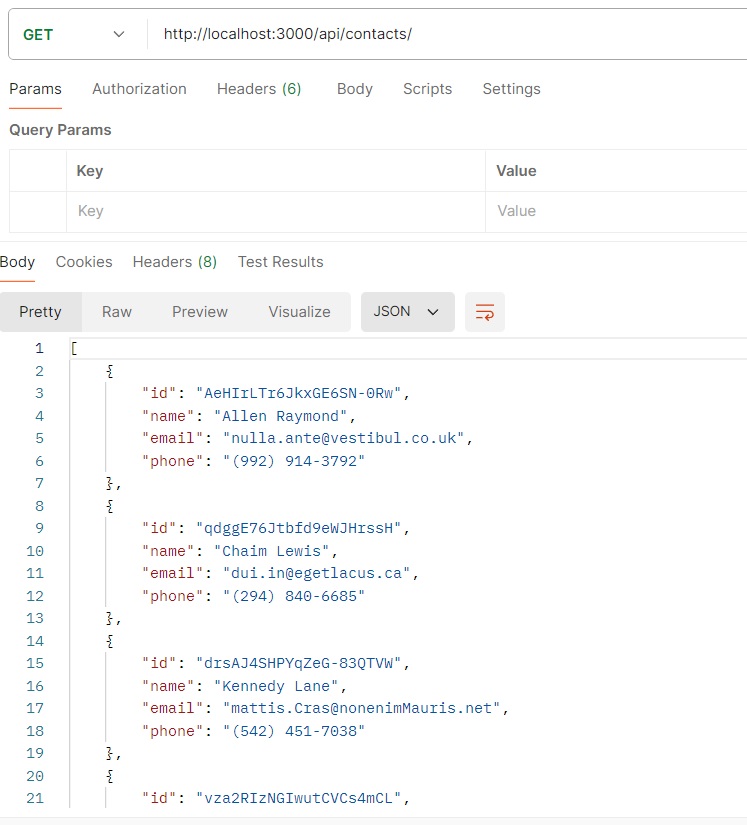 GET http://localhost:3000/api/contacts/
Params Authorization Headers (6) Body Scripts Settings
Query Params
Key Value
Key Value
Body Cookies Headers (8) Test Results
Pretty Raw Preview Visualize JSON
1 [
2 {
3 "id": "AeHIrLTr6JkxGE6SN-0Rw",
4 "name": "Allen Raymond",
5 "email": "nulla.ante@vestibul.co.uk",
6 "phone": "(992) 914-3792"
7 },
8 {
9 "id": "qdggE76Jtbfd9eWJHrssH",
10 "name": "Chaim Lewis",
11 "email": "dui.in@egetlacus.ca",
12 "phone": "(294) 840-6685"
13 },
14 {
15 "id": "drsAJ4SHPYqZeG-83QTVW",
16 "name": "Kennedy Lane",
17 "email": "mattis.Cras@nonenimMauris.net",
18 "phone": "(542) 451-7038"
19 },
20 {
21 "id": "vza2RIzNGIwutCVCs4mCL",